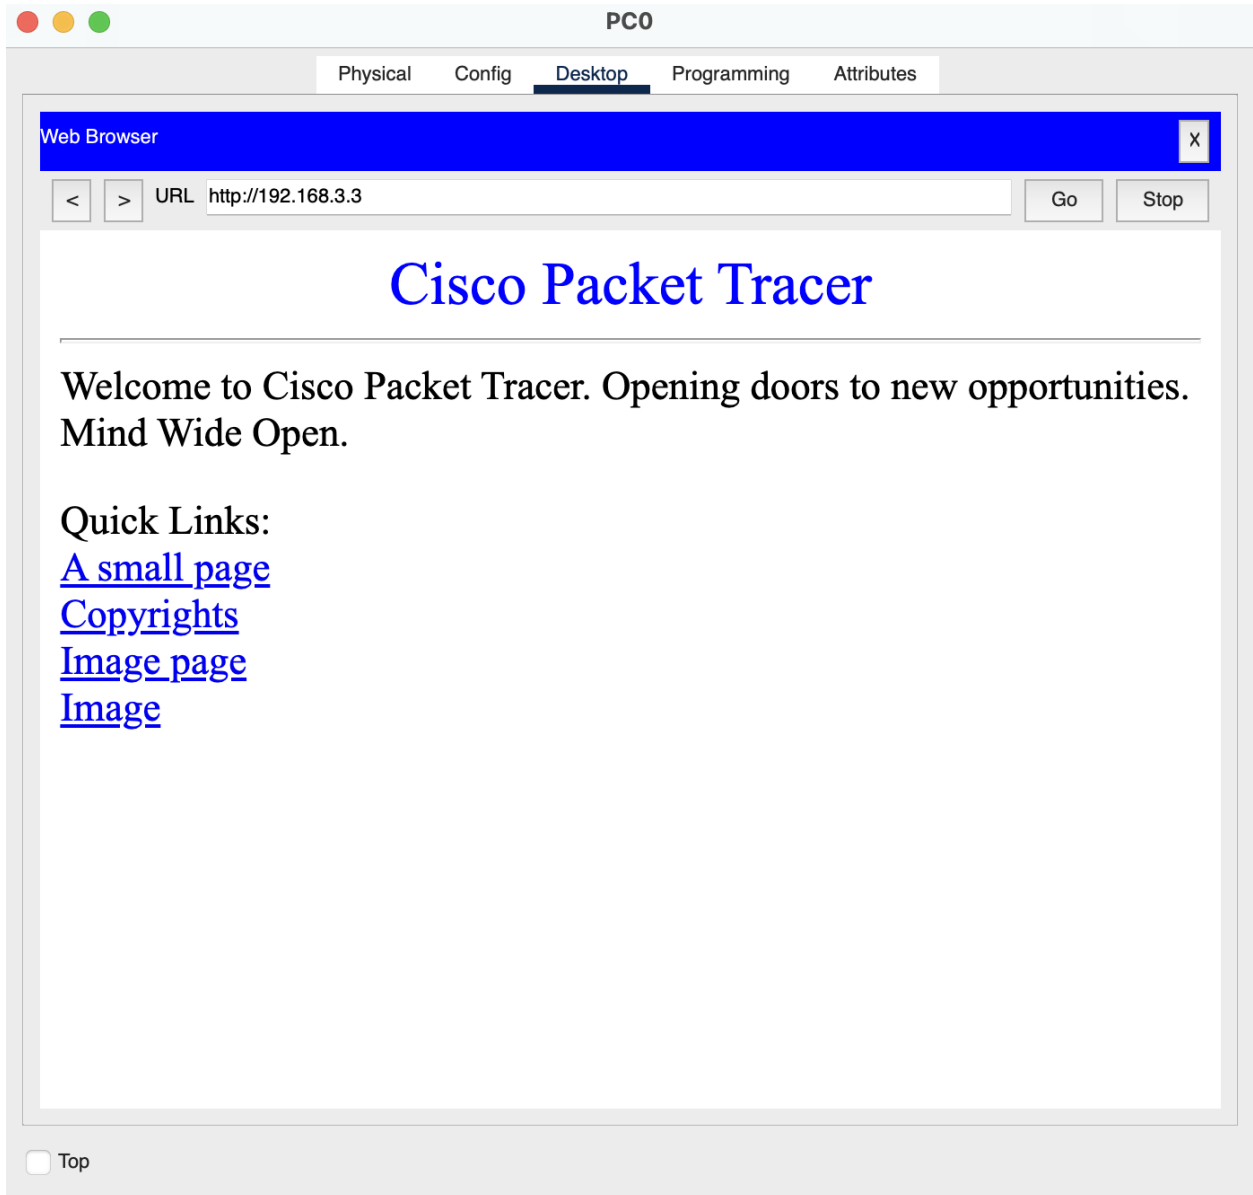 PC0
Physical Config Desktop Programming Attributes
Web Browser X
< > URL http://192.168.3.3 Go Stop
Cisco Packet Tracer
Welcome to Cisco Packet Tracer. Opening doors to new opportunities.
Mind Wide Open.
Quick Links:
A small page
Copyrights
Image page
Image
Top